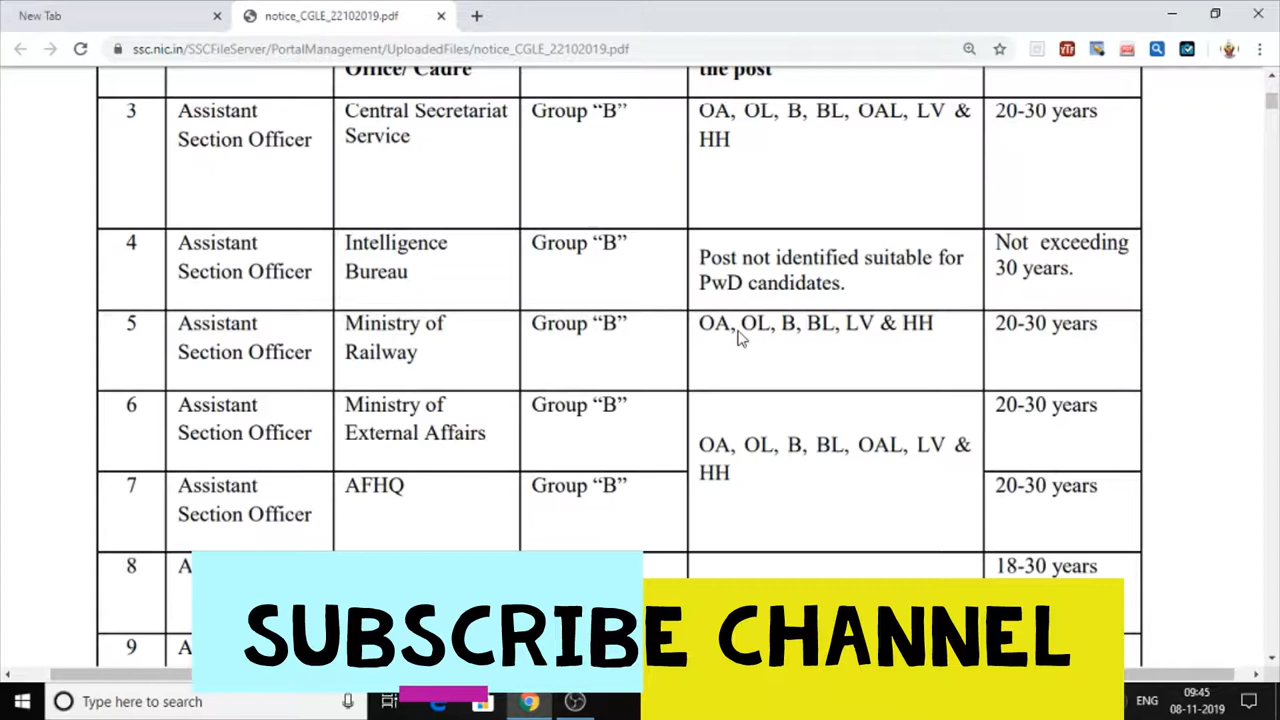 New Tab
notice_CGLE_22102019.pdf
ssc.nic.in/SSCFileServer/PortalManagement/UploadedFiles/notice_CGLE_22102019.pdf
Office/ Cadre
the post
3
Assistant
Section Officer
Central Secretariat
Service
Group “B”
OA, OL, B, BL, OAL, LV &
HH
20-30 years
4
Assistant
Section Officer
Intelligence
Bureau
Group “B”
Post not identified suitable for
PwD candidates.
Not exceeding
30 years.
5
Assistant
Section Officer
Ministry of
Railway
Group “B”
OA, OL, B, BL, LV & HH
20-30 years
6
Assistant
Section Officer
Ministry of
External Affairs
Group “B”
OA, OL, B, BL, OAL, LV &
HH
20-30 years
7
Assistant
Section Officer
AFHQ
Group “B”
20-30 years
8
A
18-30 years
9
A
SUBSCRIBE CHANNEL
Type here to search
ENG
09:45
08-11-2019